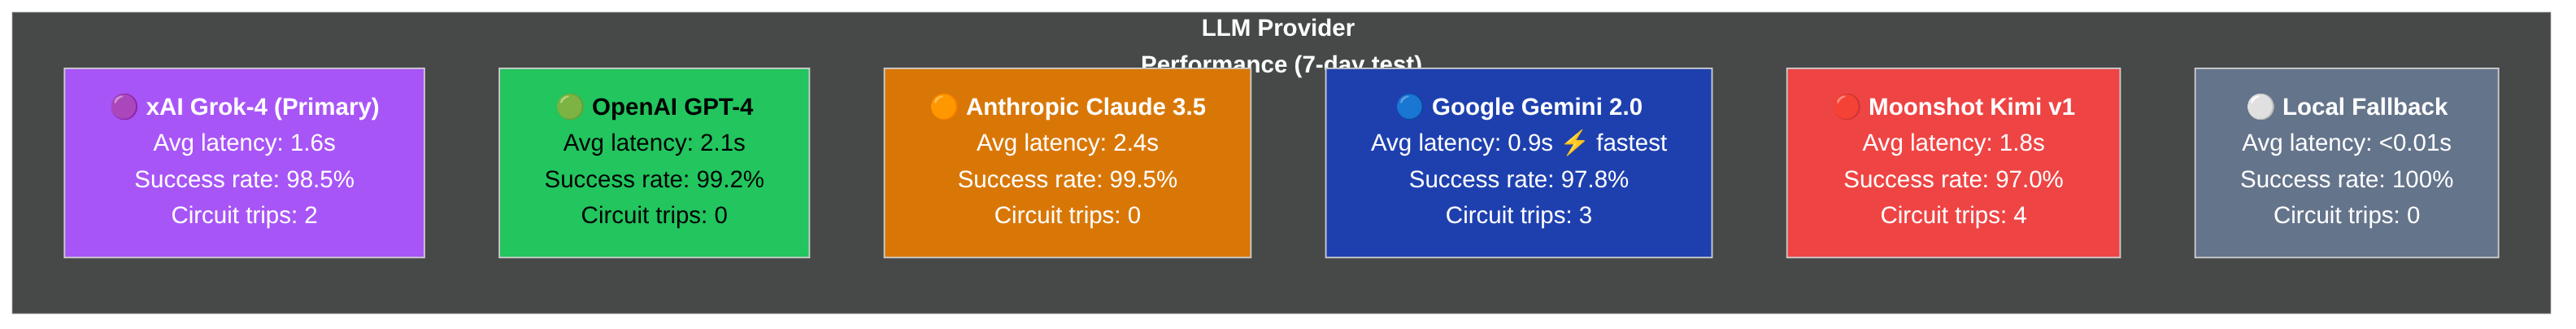 LLM Provider
Performance (7-day test)
🟣 xAI Grok-4 (Primary)
Avg latency: 1.6s
Success rate: 98.5%
Circuit trips: 2
🟢 OpenAI GPT-4
Avg latency: 2.1s
Success rate: 99.2%
Circuit trips: 0
🟠 Anthropic Claude 3.5
Avg latency: 2.4s
Success rate: 99.5%
Circuit trips: 0
🔵 Google Gemini 2.0
Avg latency: 0.9s ⚡ fastest
Success rate: 97.8%
Circuit trips: 3
🔴 Moonshot Kimi v1
Avg latency: 1.8s
Success rate: 97.0%
Circuit trips: 4
⚪ Local Fallback
Avg latency: <0.01s
Success rate: 100%
Circuit trips: 0